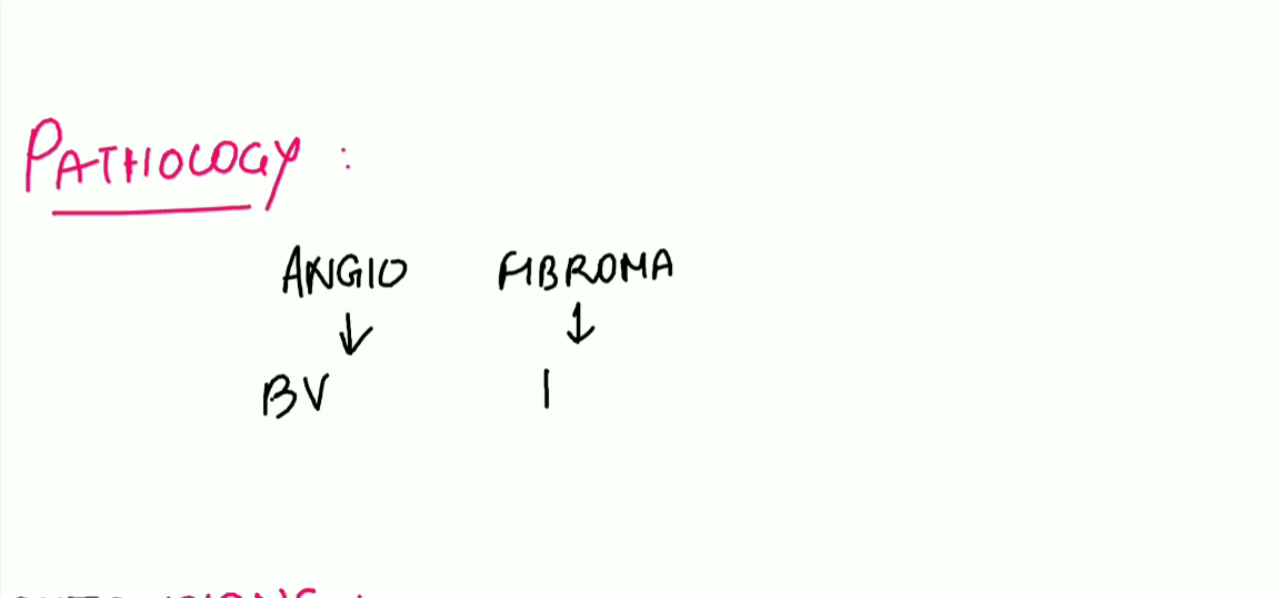 PATHOLOGY :
ANGIO FIBROMA
↓ ↓
BV